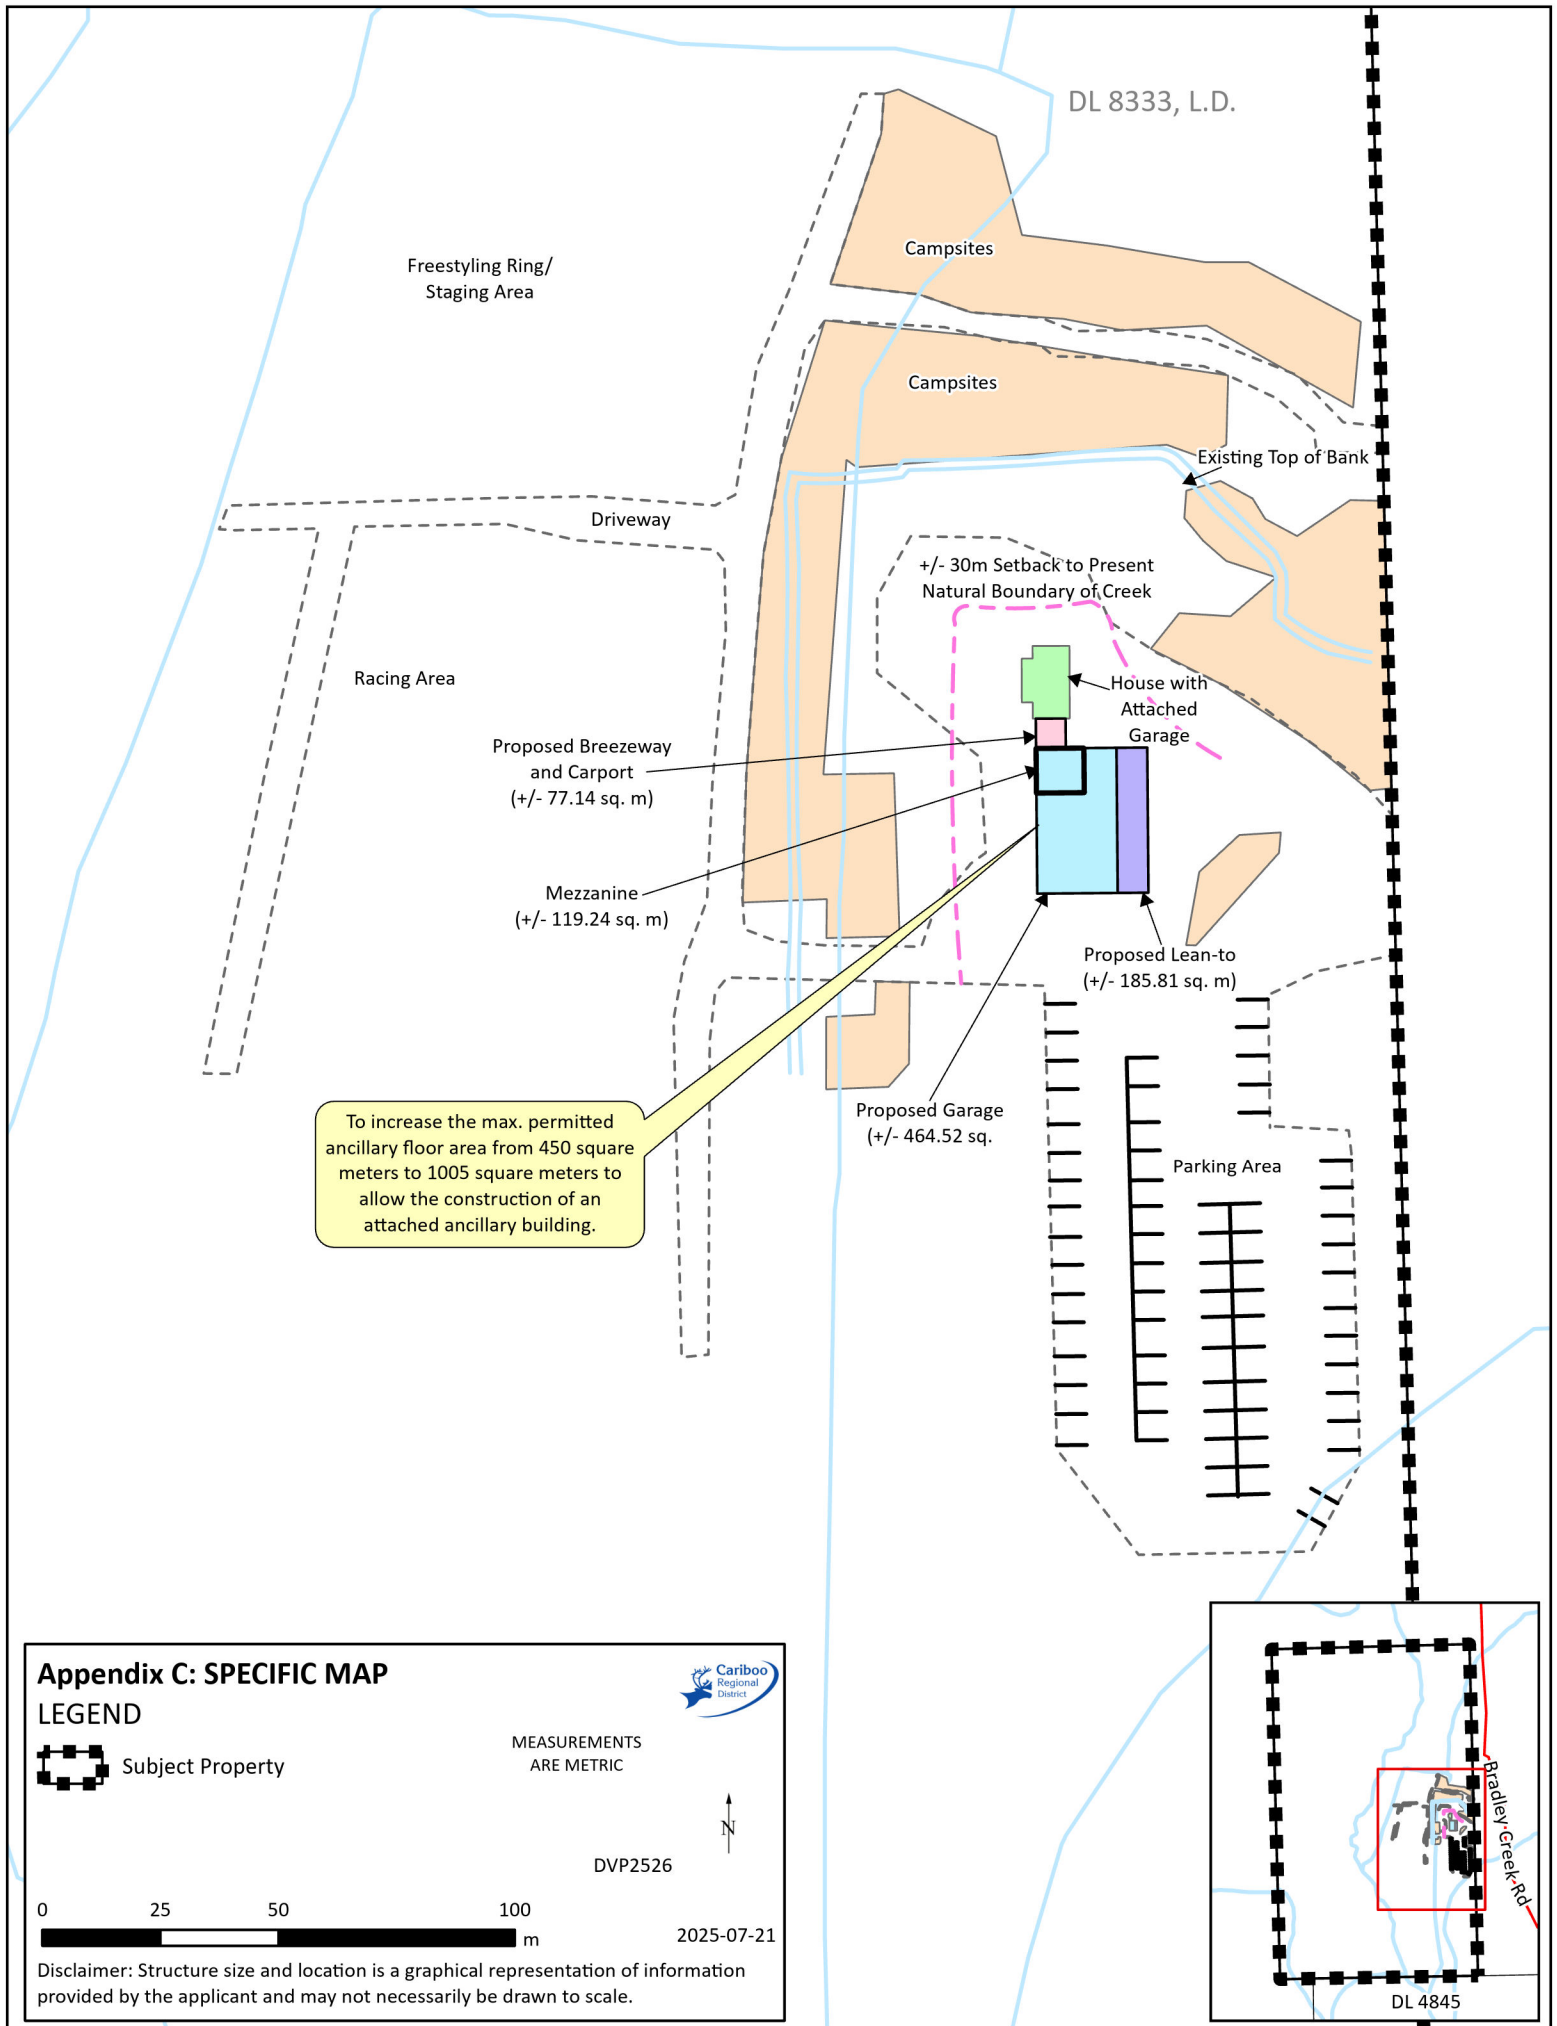 DL 8333, L.D.
Campsites
Freestyling Ring/
Staging Area
Campsites
Existing Top of Bank
Driveway
+/- 30m Setback to Present
Natural Boundary of Creek
Racing Area
House with
Attached
Garage
Proposed Breezeway
and Carport
(+/- 77.14 sq. m)
Mezzanine
(+/- 119.24 sq. m)
Proposed Lean-to
(+/- 185.81 sq. m)
Proposed Garage
(+/- 464.52 sq.
To increase the max. permitted
ancillary floor area from 450 square
meters to 1005 square meters to
allow the construction of an
attached ancillary building.
Parking Area
Appendix C: SPECIFIC MAP
LEGEND
Cariboo
Regional
District
Subject Property
MEASUREMENTS
ARE METRIC
N
DVP2526
0 25 50 100
m
2025-07-21
Disclaimer: Structure size and location is a graphical representation of information
provided by the applicant and may not necessarily be drawn to scale.
Bradley Creek Rd
DL 4845